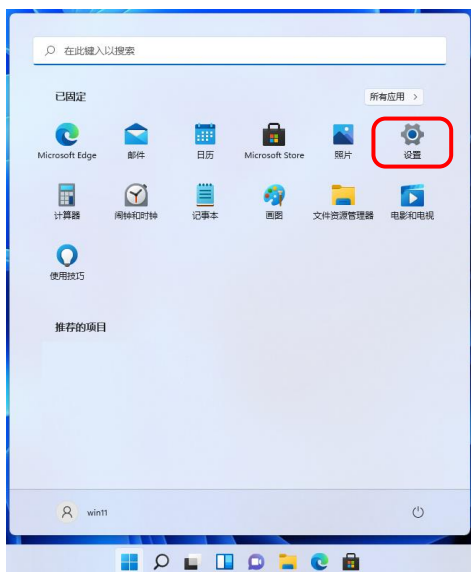 在此键入以搜索
已固定
所有应用 >
Microsoft Edge
邮件
日历
Microsoft Store
照片
设置
计算器
闹钟和时钟
记事本
画图
文件资源管理器
电影和电视
使用技巧
推荐的项目
win11